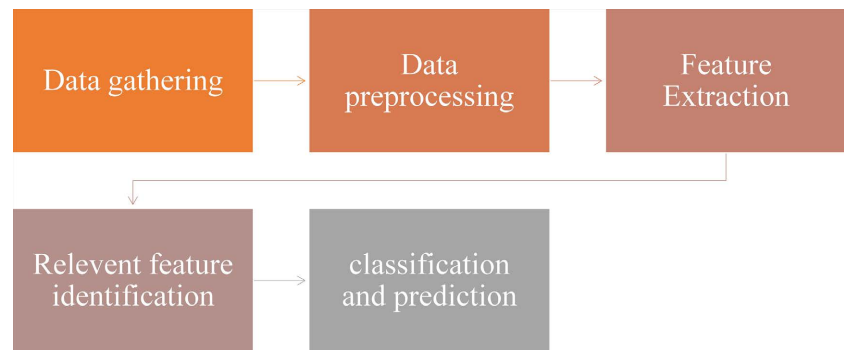 Data gathering
Data
preprocessing
Feature
Extraction
Relevent feature
identification
classification
and prediction